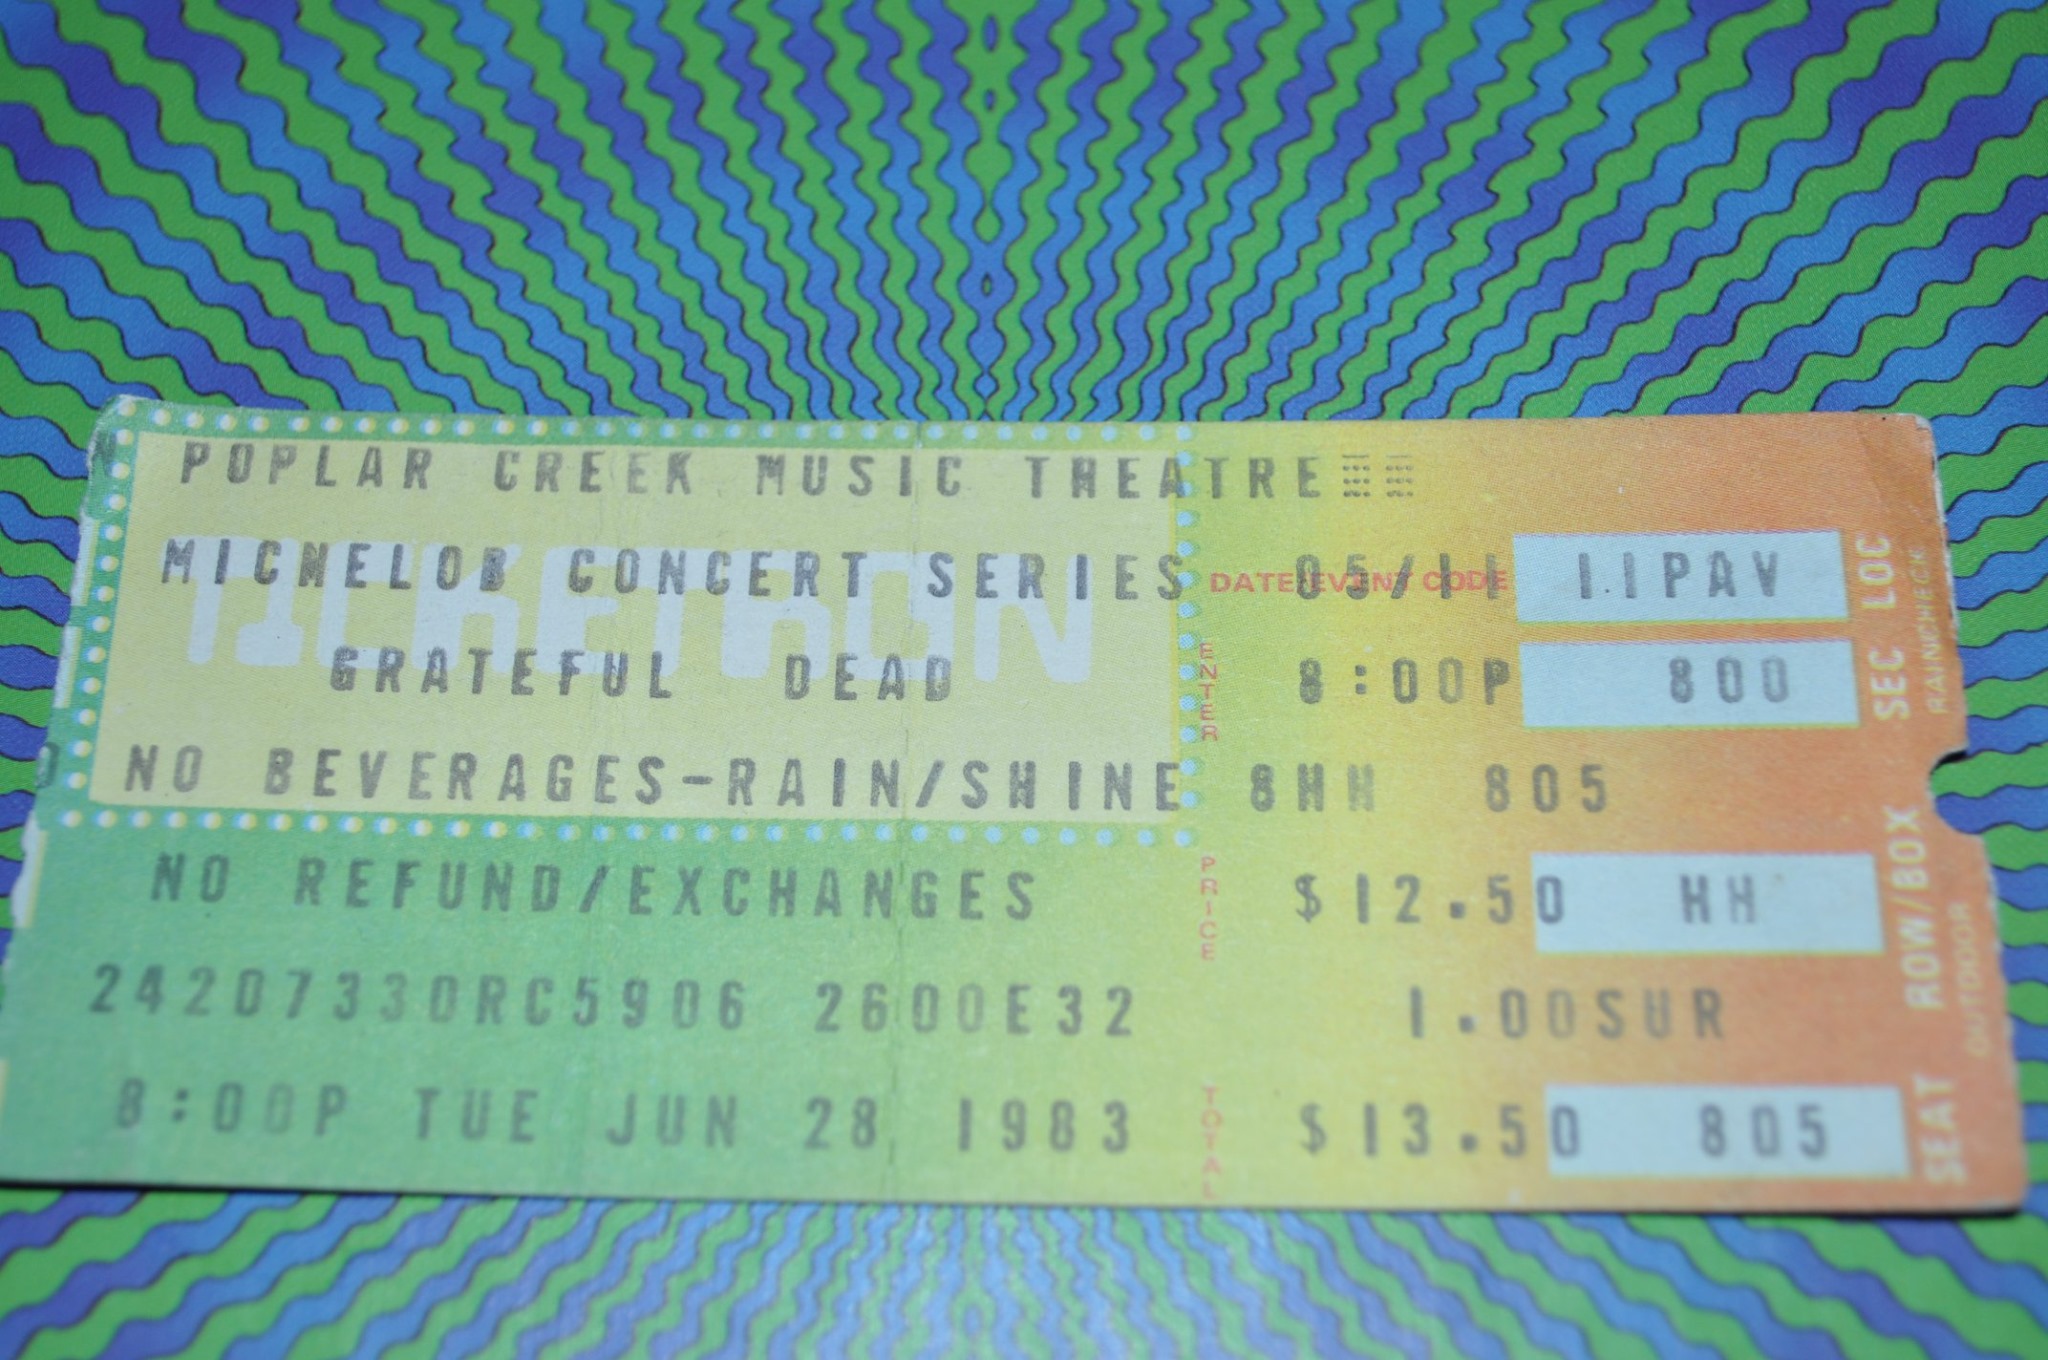 POPLAR CREEK MUSIC THEATRE
MICHELOB CONCERT SERIES 05/11 11PAV
TICKETRON
DATE EVENT CODE
GRATEFUL DEAD 8:00P 800
ENTER
NO BEVERAGES-RAIN/SHINE 8HH 805
NO REFUND/EXCHANGES $12.50 HH
PRICE
24207330RC5906 2600E32 1.00SUR
8:00P TUE JUN 28 1983 $13.50 805
TOTAL
SEC LOC
RAINCHECK
ROW/BOX
OUTDOOR
SEAT